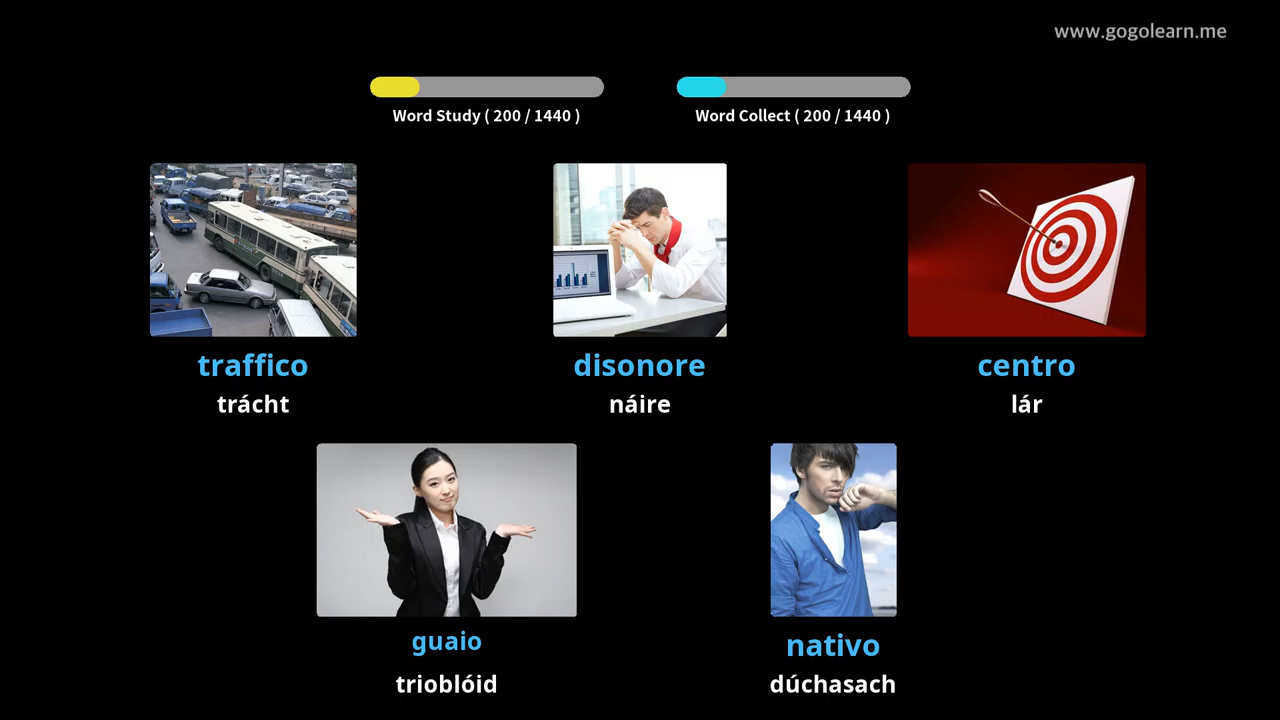 www.gogolearn.me
Word Study ( 200 / 1440 )
Word Collect ( 200 / 1440 )
traffico
trácht
disonore
náire
centro
lár
guaio
trioblóid
nativo
dúchasach